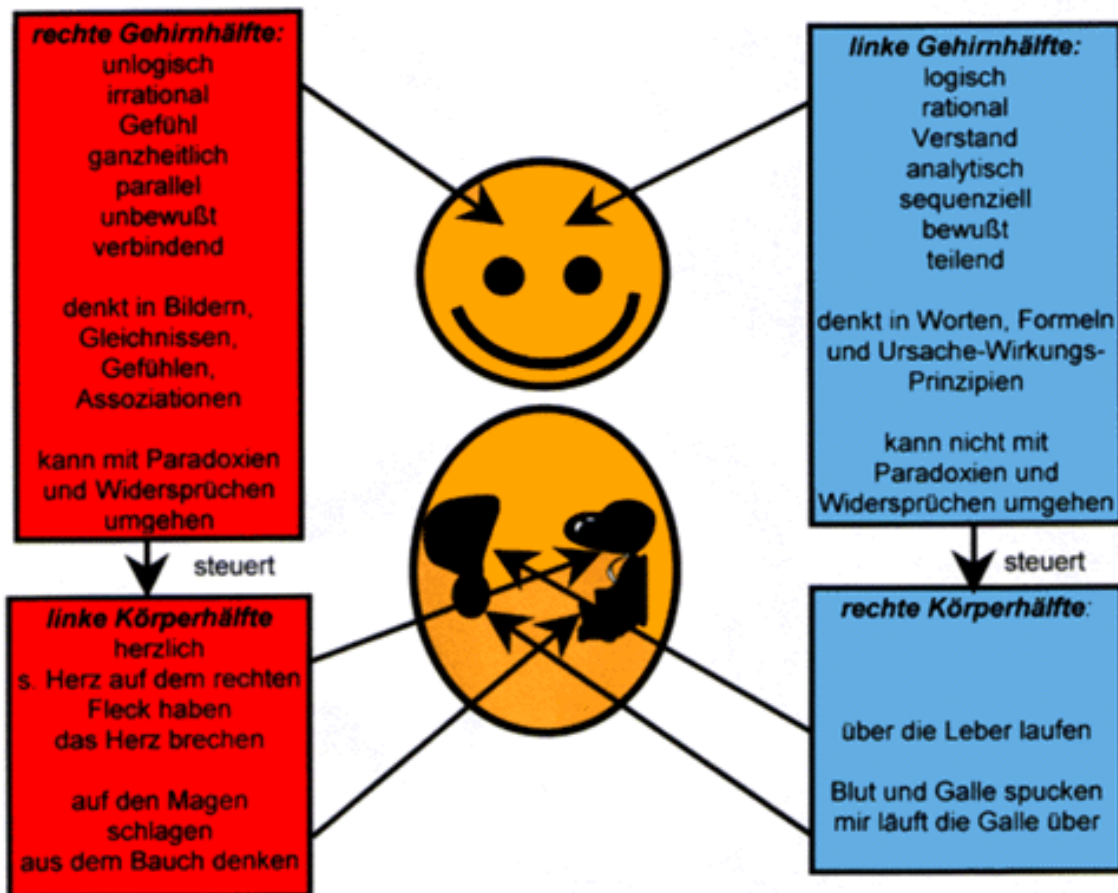 rechte Gehirnhälfte:
unlogisch
irrational
Gefühl
ganzheitlich
parallel
unbewußt
verbindend
denkt in Bildern,
Gleichnissen,
Gefühlen,
Assoziationen
kann mit Paradoxien
und Widersprüchen
umgehen
steuert
linke Körperhälfte
herzlich
s. Herz auf dem rechten
Fleck haben
das Herz brechen
auf den Magen
schlagen
aus dem Bauch denken
linke Gehirnhälfte:
logisch
rational
Verstand
analytisch
sequenziell
bewußt
teilend
denkt in Worten, Formeln
und Ursache-Wirkungs-
Prinzipien
kann nicht mit
Paradoxien und
Widersprüchen umgehen
steuert
rechte Körperhälfte:
über die Leber laufen
Blut und Galle spucken
mir läuft die Galle über